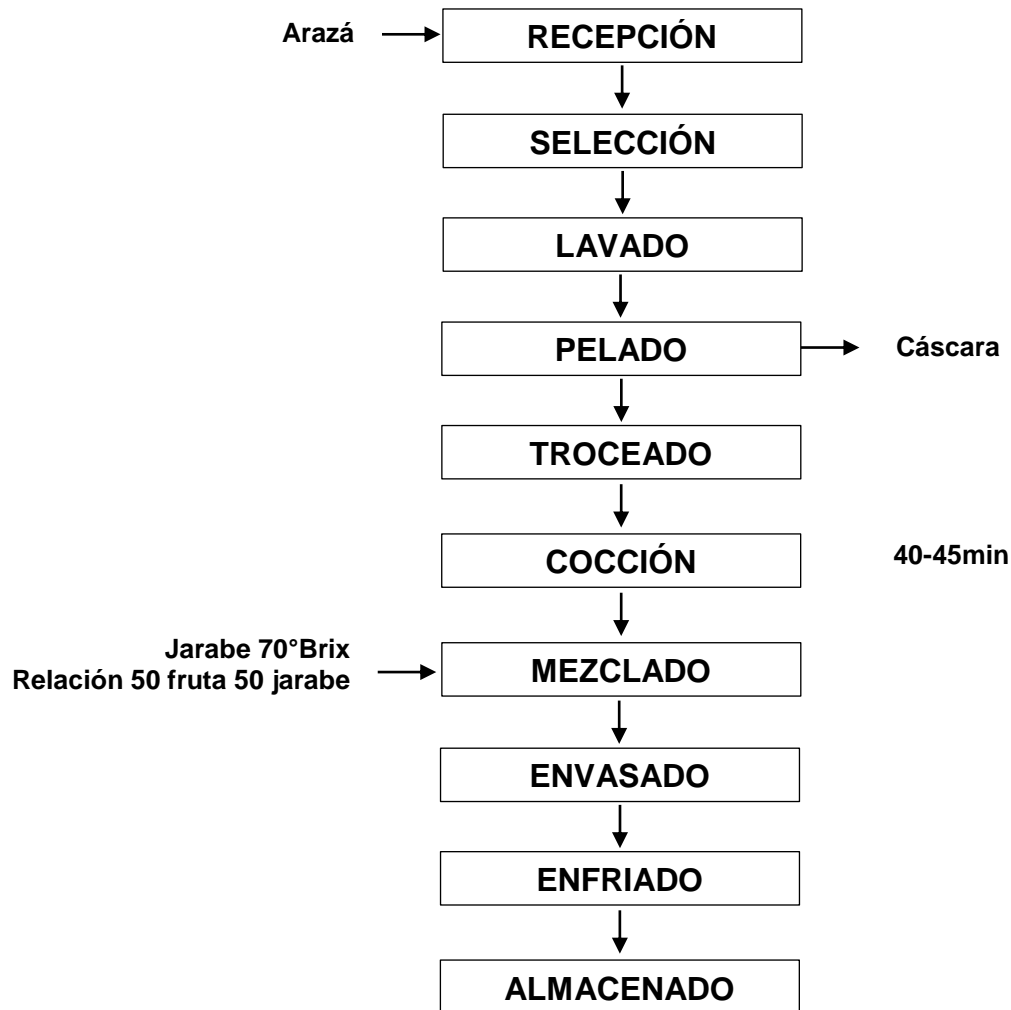 Arazá
RECEPCIÓN
SELECCIÓN
LAVADO
PELADO
Cáscara
TROCEADO
COCCIÓN
40-45min
Jarabe 70°Brix
Relación 50 fruta 50 jarabe
MEZCLADO
ENVASADO
ENFRIADO
ALMACENADO